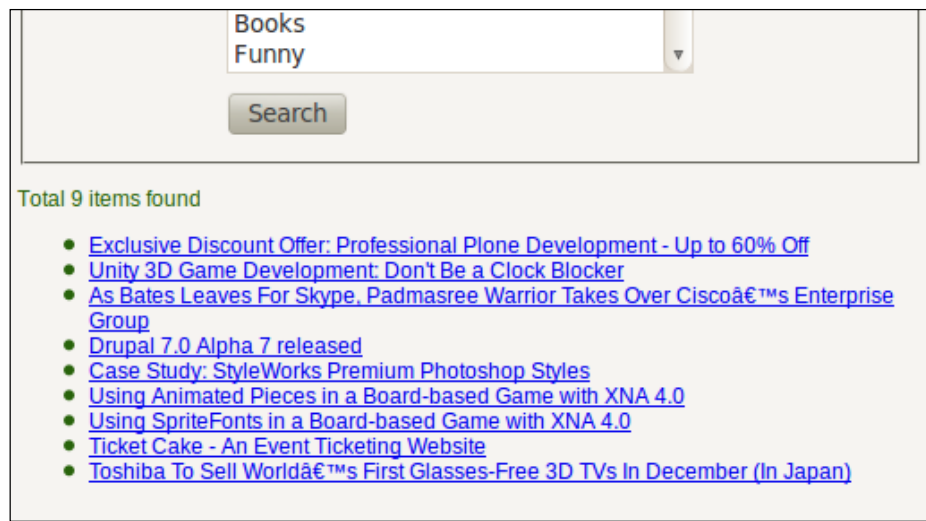 Books
Funny
Search
Total 9 items found
Exclusive Discount Offer: Professional Plone Development - Up to 60% Off
Unity 3D Game Development: Don't Be a Clock Blocker
As Bates Leaves For Skype, Padmasree Warrior Takes Over Ciscoâ€™s Enterprise
Group
Drupal 7.0 Alpha 7 released
Case Study: StyleWorks Premium Photoshop Styles
Using Animated Pieces in a Board-based Game with XNA 4.0
Using SpriteFonts in a Board-based Game with XNA 4.0
Ticket Cake - An Event Ticketing Website
Toshiba To Sell Worldâ€™s First Glasses-Free 3D TVs In December (In Japan)